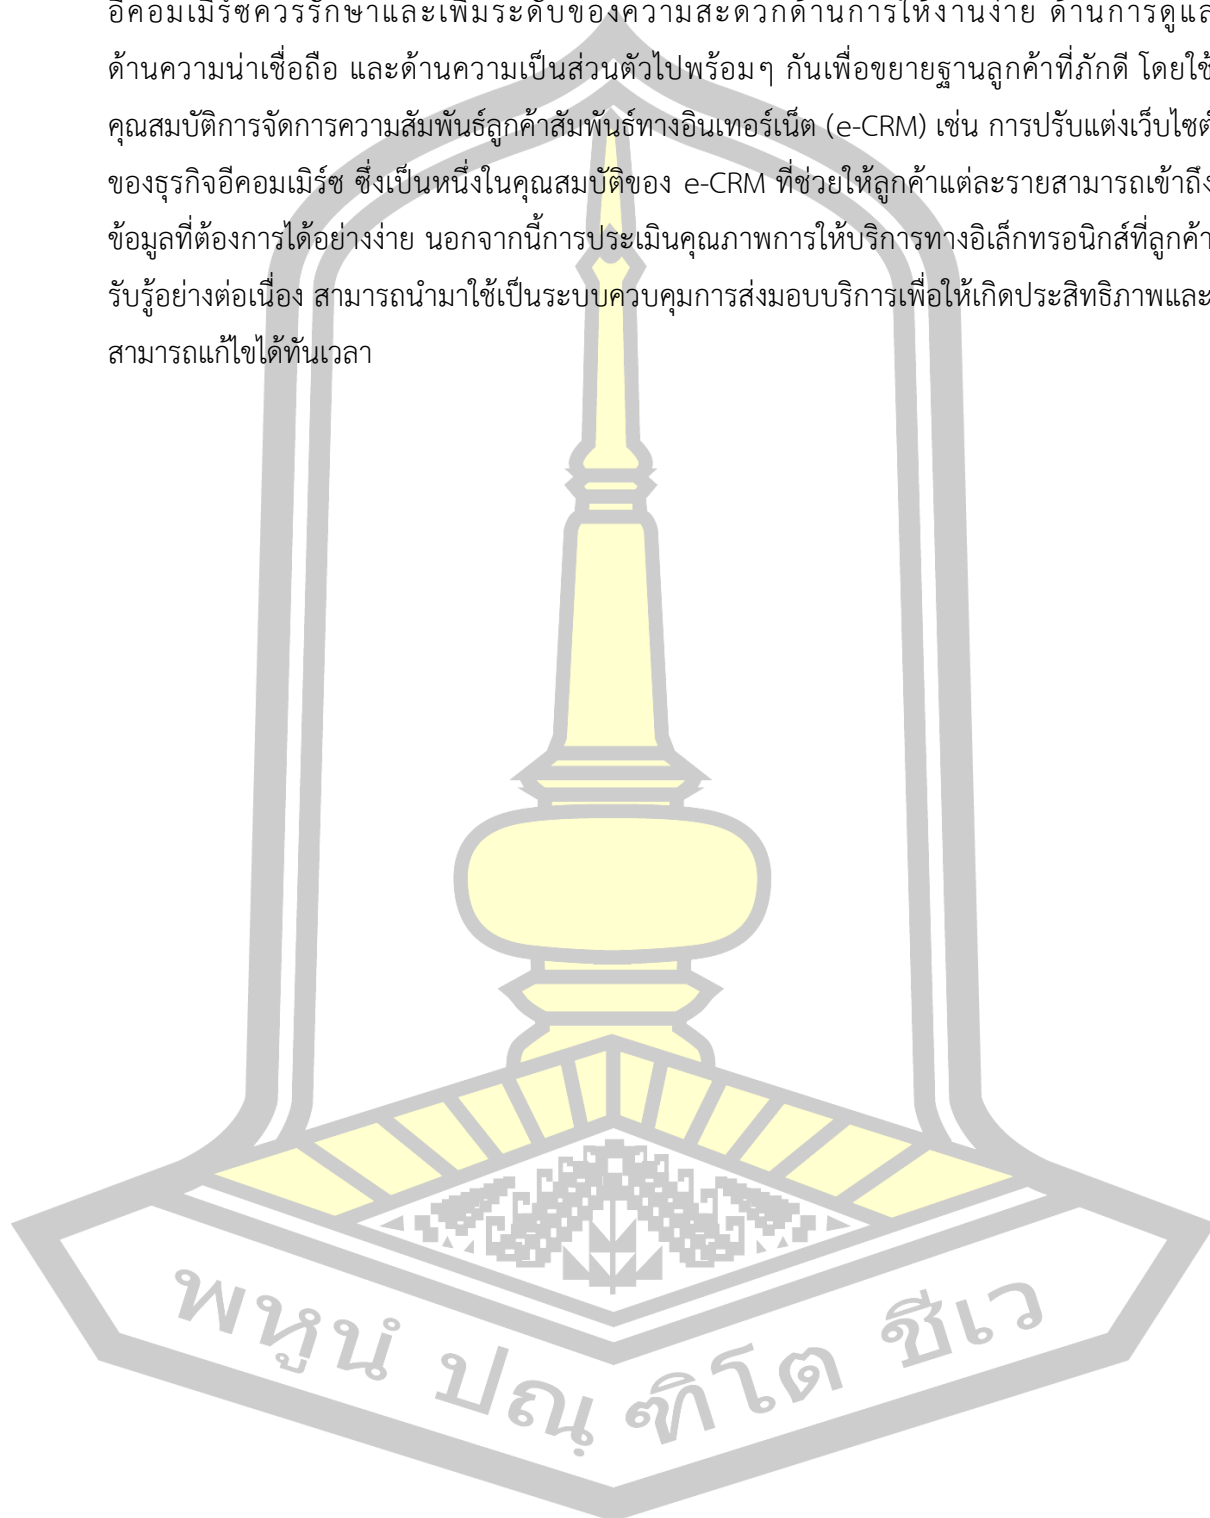 อีคอมเมิร์ซควรรักษาและเพิ่มระดับของความสะดวกด้านการให้งานง่าย ด้านการดูแล
ด้านความน่าเชื่อถือ และด้านความเป็นส่วนตัวไปพร้อมๆ กันเพื่อขยายฐานลูกค้าที่ภักดี โดยใช้
คุณสมบัติการจัดการความสัมพันธ์ลูกค้าสัมพันธ์ทางอินเทอร์เน็ต (e-CRM) เช่น การปรับแต่งเว็บไซต์
ของธุรกิจอีคอมเมิร์ซ ซึ่งเป็นหนึ่งในคุณสมบัติของ e-CRM ที่ช่วยให้ลูกค้าแต่ละรายสามารถเข้าถึง
ข้อมูลที่ต้องการได้อย่างง่าย นอกจากนี้การประเมินคุณภาพการให้บริการทางอิเล็กทรอนิกส์ที่ลูกค้า
รับรู้อย่างต่อเนื่อง สามารถนำมาใช้เป็นระบบควบคุมการส่งมอบบริการเพื่อให้เกิดประสิทธิภาพและ
สามารถแก้ไขได้ทันเวลา
พหูนํ ปณฺฑิโต ชีเว